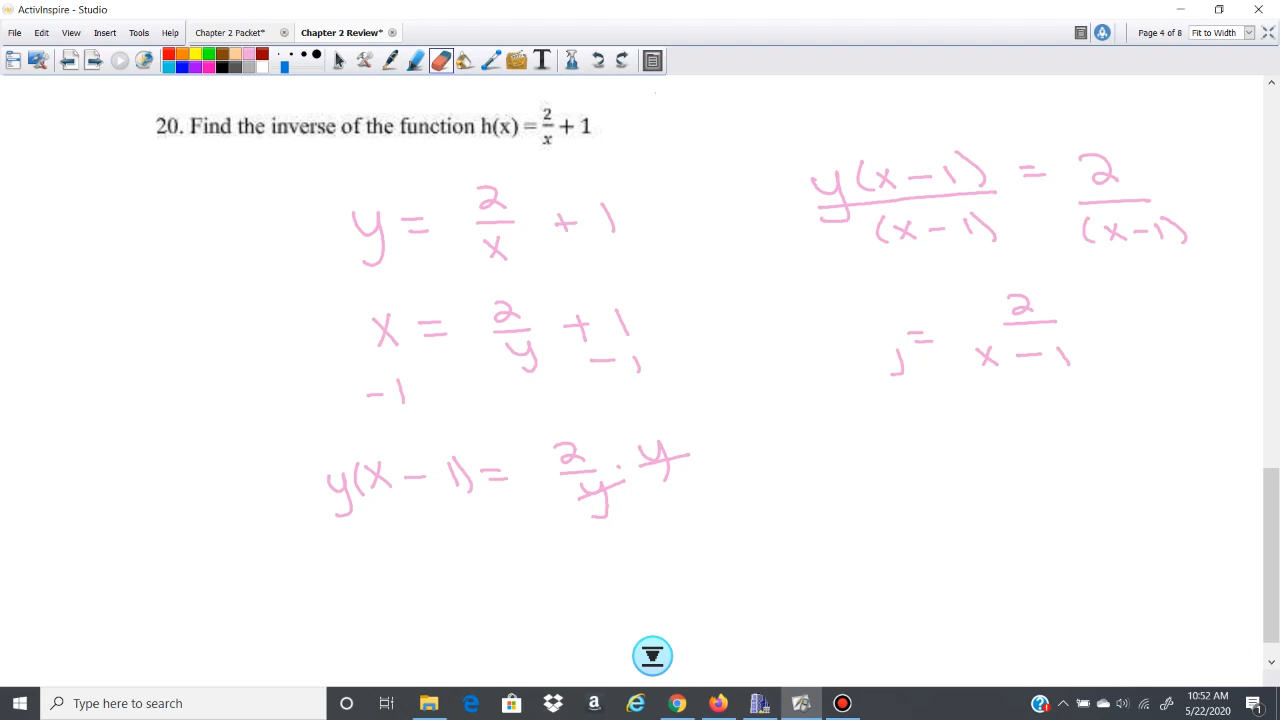 ActivInspire - Studio
File Edit View Insert Tools Help Chapter 2 Packet* Chapter 2 Review* Page 4 of 8 Fit to Width
20. Find the inverse of the function h(x) = 2/x + 1
y = 2/x + 1
x = 2/y + 1
-1 -1
y(x - 1) = 2/y · y
y(x - 1)/(x - 1) = 2/(x - 1)
= 2/(x - 1)
Type here to search
10:52 AM
5/22/2020